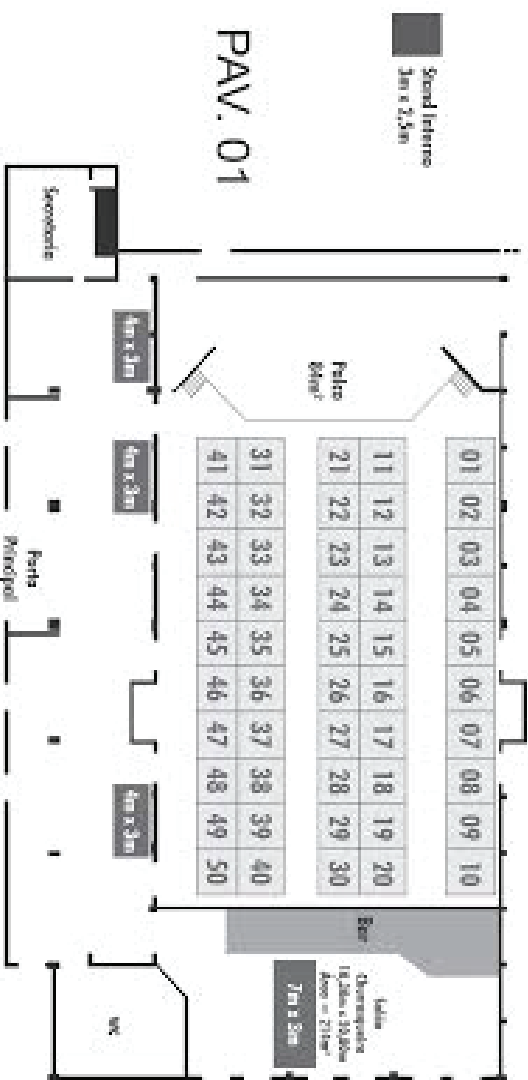 PAV. 01
Stand Interno
3m x 2,5m
Secretaria
Palco
84m²
4m x 3m
4m x 3m
4m x 3m
Porta
Principal
01 02 03 04 05 06 07 08 09 10
11 12 13 14 15 16 17 18 19 20
21 22 23 24 25 26 27 28 29 30
31 32 33 34 35 36 37 38 39 40
41 42 43 44 45 46 47 48 49 50
Bar
Salão
Churrasqueira
7m x 8m
WC